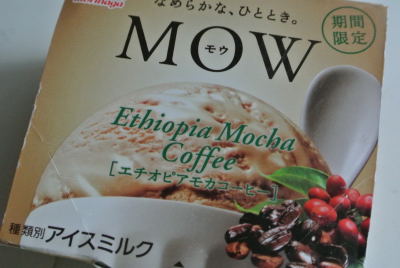 morinaga
なめらかな、ひととき。
MOW
モウ
期間
限定
Ethiopia Mocha
Coffee
[エチオピアモカコーヒー]
種類別アイスミルク